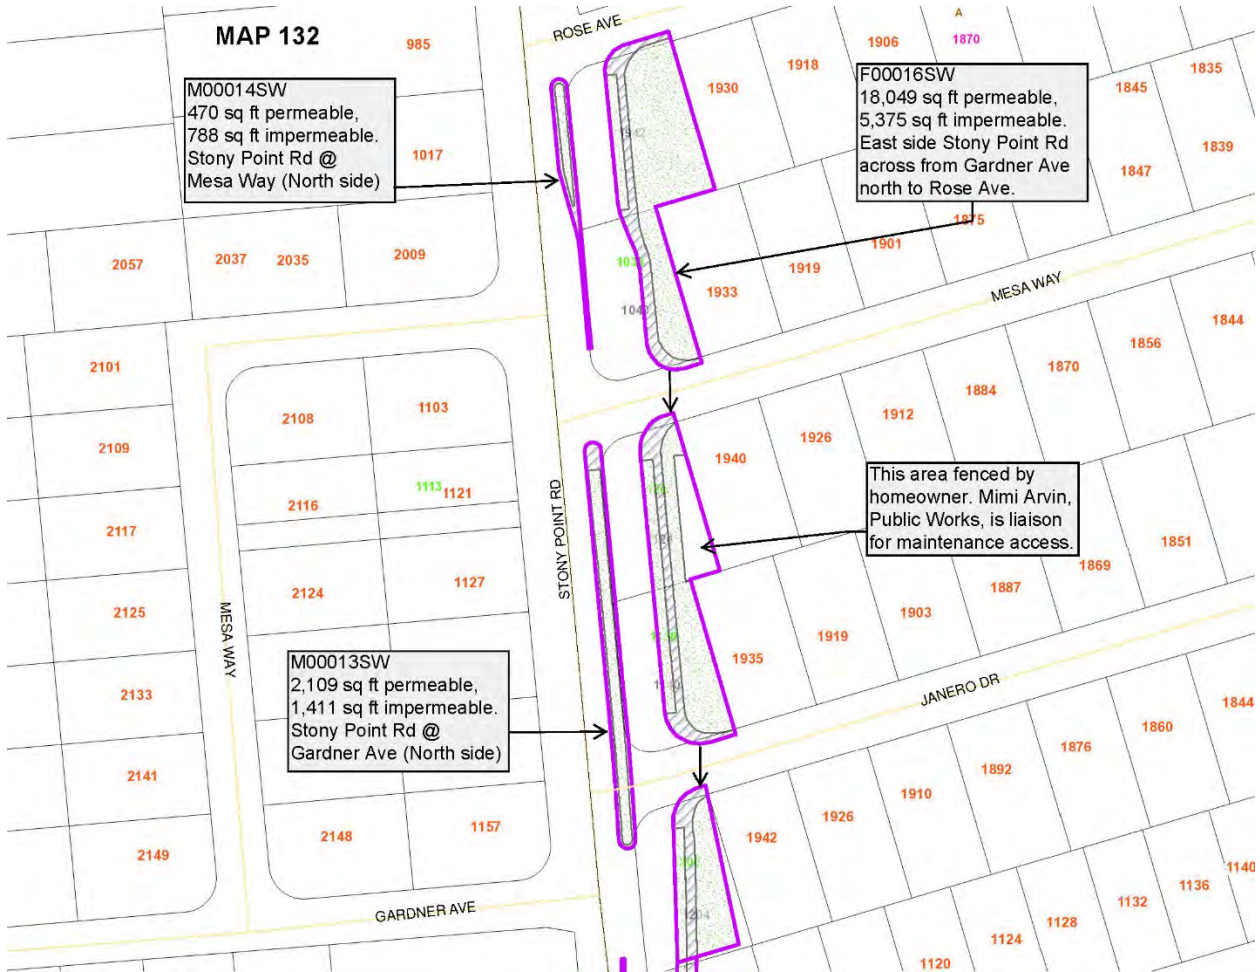 ROSE AVE
MAP 132
985
A
1870
1906
1918
1930
1835
1845
1839
1847
M00014SW
470 sq ft permeable,
788 sq ft impermeable.
Stony Point Rd @
Mesa Way (North side)
F00016SW
18,049 sq ft permeable,
5,375 sq ft impermeable.
East side Stony Point Rd
across from Gardner Ave
north to Rose Ave.
1017
1875
1901
1919
1933
2057
2037
2035
2009
MESA WAY
1844
1856
1870
1884
1912
1926
1940
2101
2108
1103
2109
2116
1113
1121
2117
2124
1127
2125
2133
2141
2149
2148
1157
MESA WAY
STONY POINT RD
This area fenced by
homeowner. Mimi Arvin,
Public Works, is liaison
for maintenance access.
1851
1869
1887
1903
1919
1935
M00013SW
2,109 sq ft permeable,
1,411 sq ft impermeable.
Stony Point Rd @
Gardner Ave (North side)
JANERO DR
1844
1860
1876
1892
1910
1926
1942
GARDNER AVE
1204
1140
1136
1132
1128
1124
1120